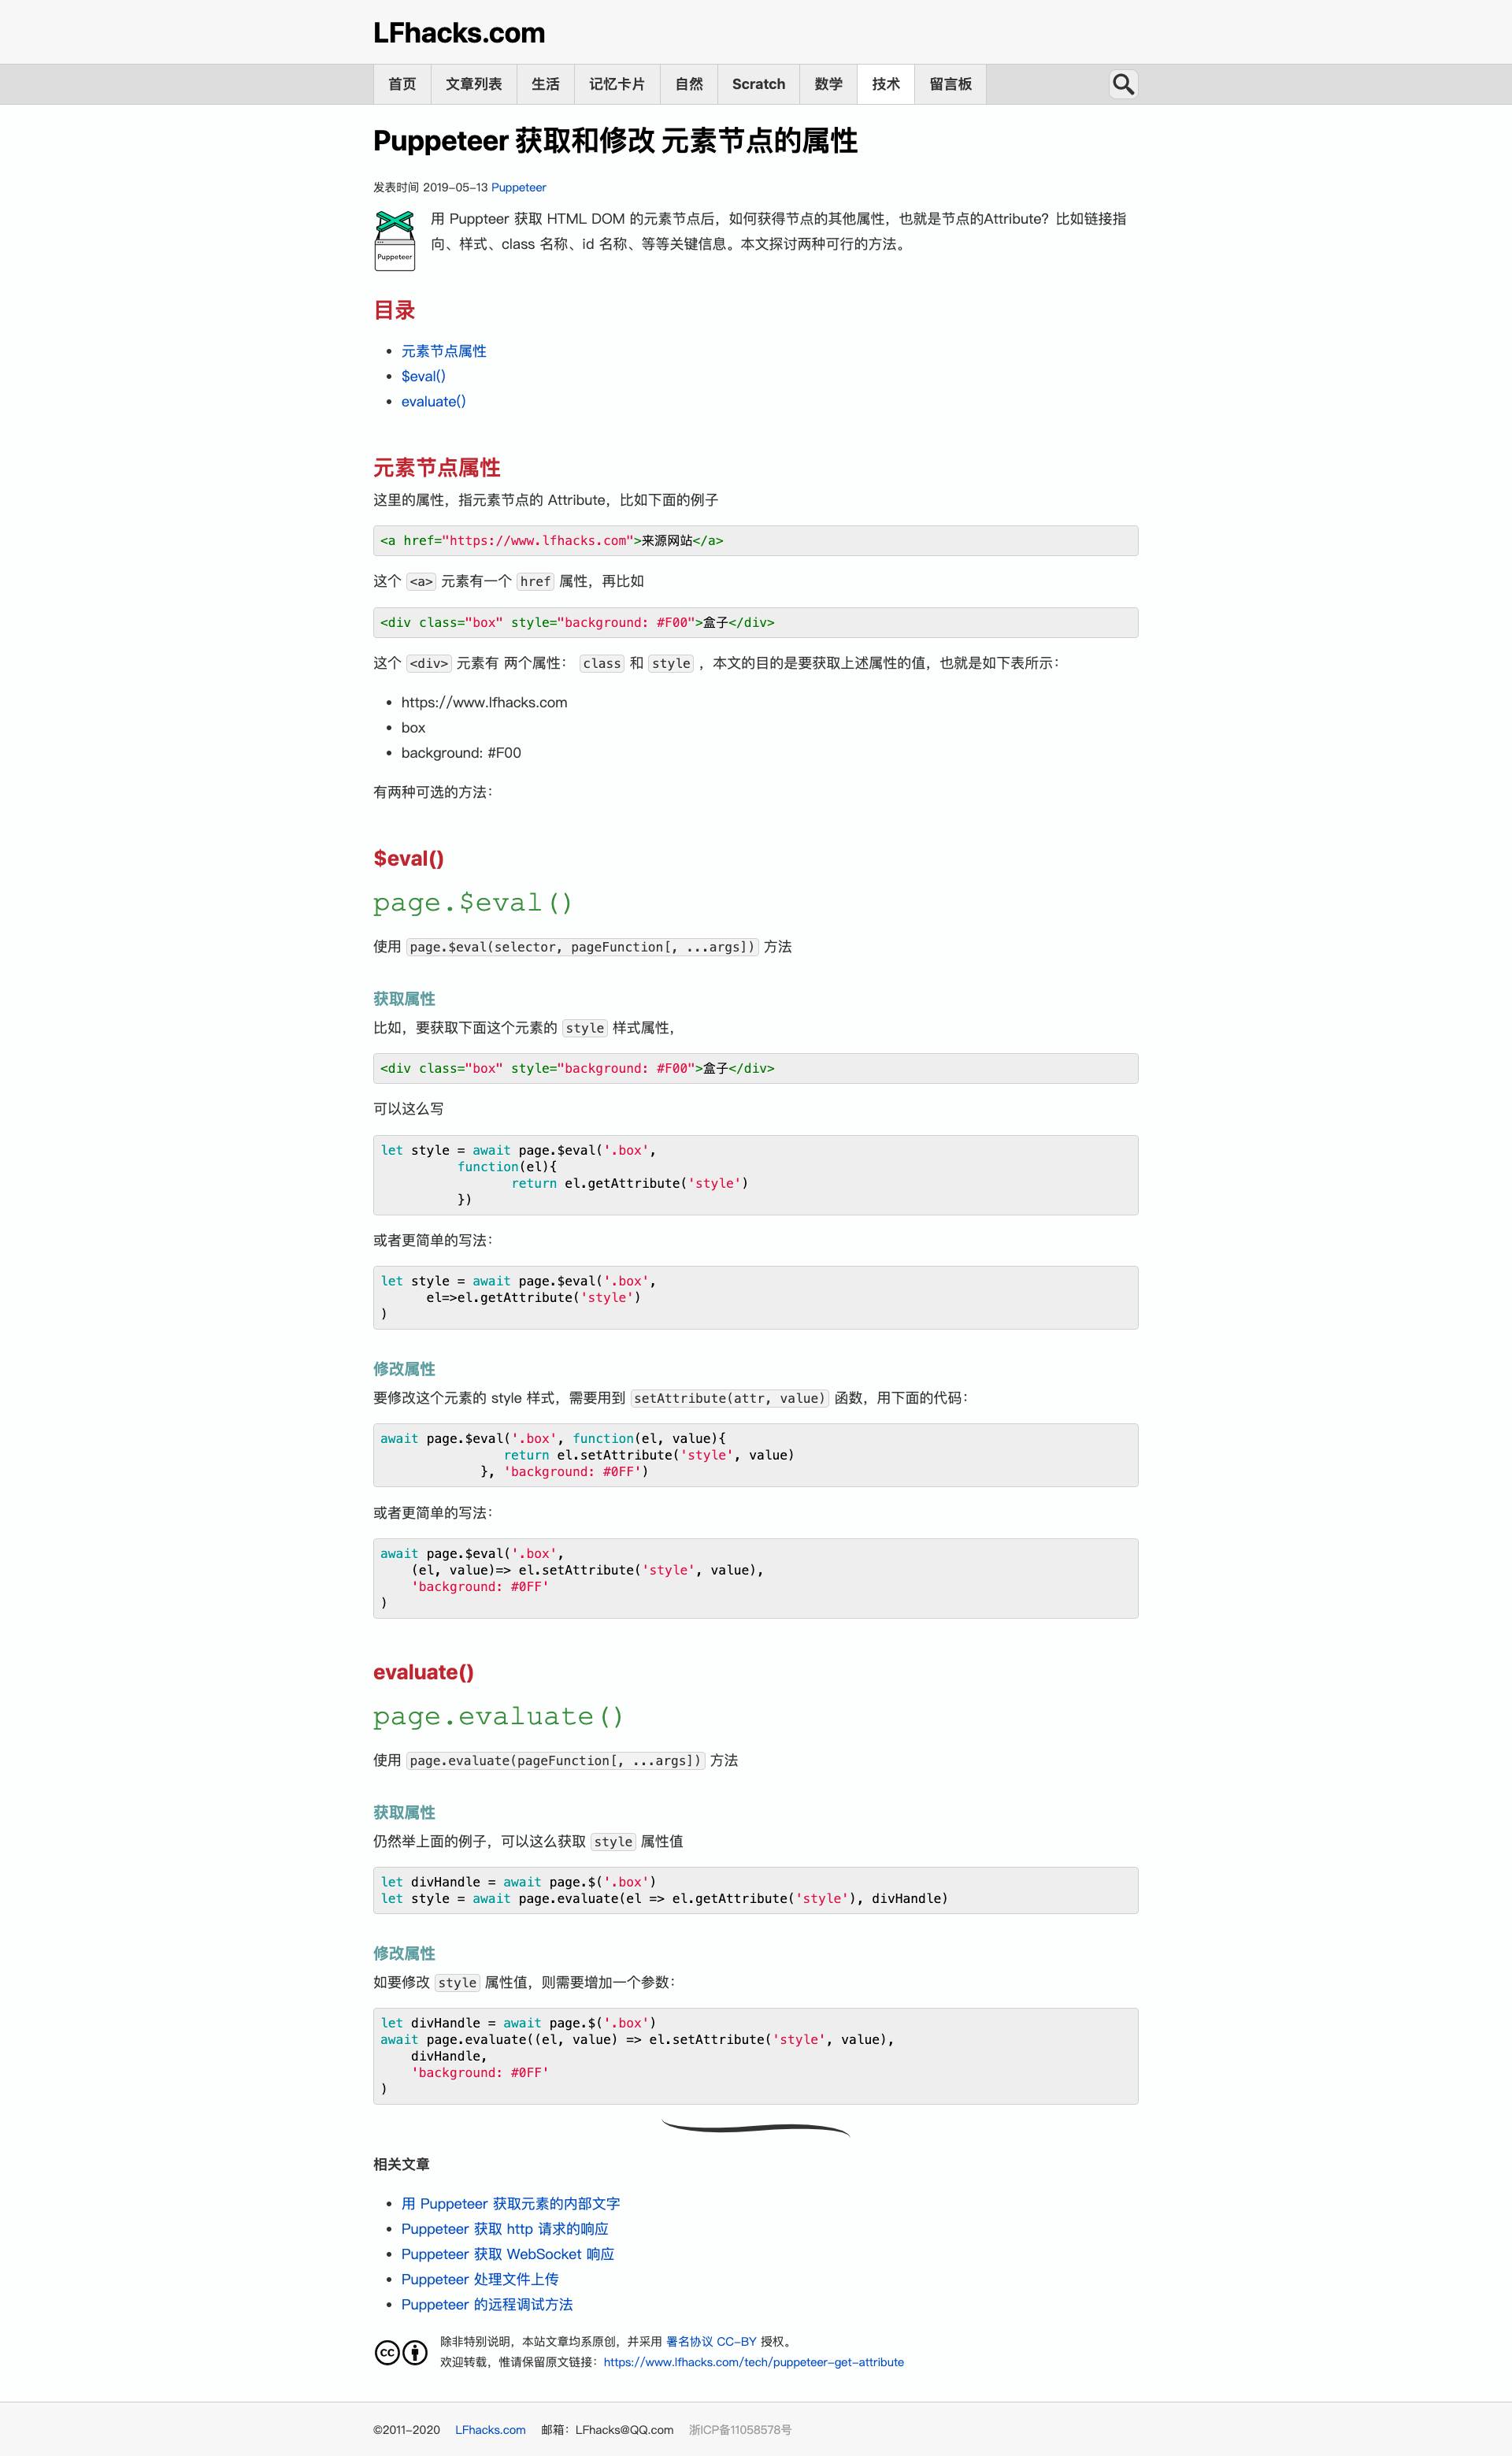 LFhacks.com
首页 文章列表 生活 记忆卡片 自然 Scratch 数学 技术 留言板
Puppeteer 获取和修改 元素节点的属性
发表时间 2019-05-13 Puppeteer
Puppeteer
用 Puppteer 获取 HTML DOM 的元素节点后，如何获得节点的其他属性，也就是节点的Attribute？比如链接指
向、样式、class 名称、id 名称、等等关键信息。本文探讨两种可行的方法。
目录
• 元素节点属性
• $eval()
• evaluate()
元素节点属性
这里的属性，指元素节点的 Attribute，比如下面的例子
<a href="https://www.lfhacks.com">来源网站</a>
这个 <a> 元素有一个 href 属性，再比如
<div class="box" style="background: #F00">盒子</div>
这个 <div> 元素有 两个属性： class 和 style ，本文的目的是要获取上述属性的值，也就是如下表所示：
• https://www.lfhacks.com
• box
• background: #F00
有两种可选的方法：
$eval()
page.$eval()
使用 page.$eval(selector, pageFunction[, ...args]) 方法
获取属性
比如，要获取下面这个元素的 style 样式属性，
<div class="box" style="background: #F00">盒子</div>
可以这么写
let style = await page.$eval('.box',
function(el){
return el.getAttribute('style')
})
或者更简单的写法：
let style = await page.$eval('.box',
el=>el.getAttribute('style')
)
修改属性
要修改这个元素的 style 样式，需要用到 setAttribute(attr, value) 函数，用下面的代码：
await page.$eval('.box', function(el, value){
return el.setAttribute('style', value)
}, 'background: #0FF')
或者更简单的写法：
await page.$eval('.box',
(el, value)=> el.setAttribute('style', value),
'background: #0FF'
)
evaluate()
page.evaluate()
使用 page.evaluate(pageFunction[, ...args]) 方法
获取属性
仍然举上面的例子，可以这么获取 style 属性值
let divHandle = await page.$('.box')
let style = await page.evaluate(el => el.getAttribute('style'), divHandle)
修改属性
如要修改 style 属性值，则需要增加一个参数：
let divHandle = await page.$('.box')
await page.evaluate((el, value) => el.setAttribute('style', value),
divHandle,
'background: #0FF'
)
相关文章
• 用 Puppeteer 获取元素的内部文字
• Puppeteer 获取 http 请求的响应
• Puppeteer 获取 WebSocket 响应
• Puppeteer 处理文件上传
• Puppeteer 的远程调试方法
cc
除非特别说明，本站文章均系原创，并采用 署名协议 CC-BY 授权。
欢迎转载，惟请保留原文链接：https://www.lfhacks.com/tech/puppeteer-get-attribute
©2011-2020 LFhacks.com 邮箱：LFhacks@QQ.com 浙ICP备11058578号